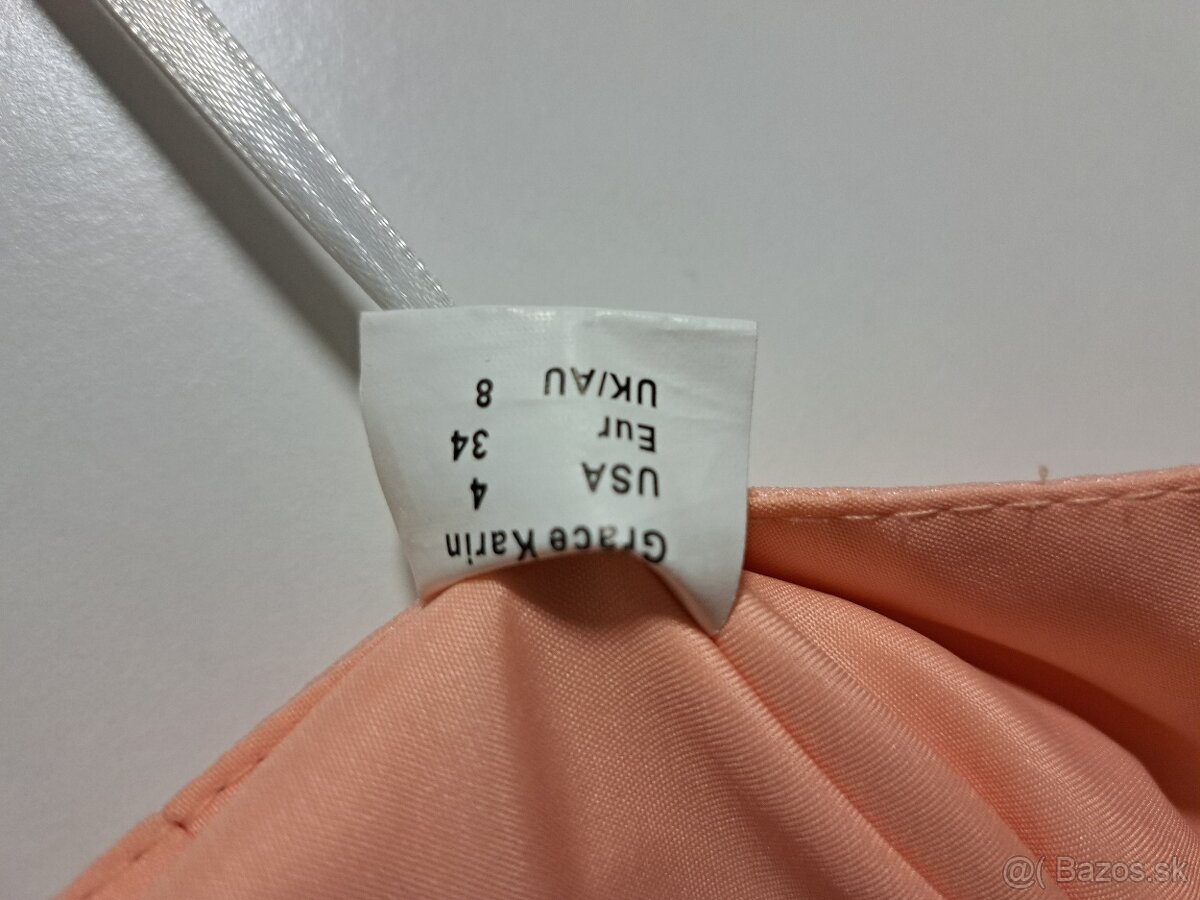 Grace Karin
USA 4
Eur 34
UK/AU 8
@( Bazos.sk